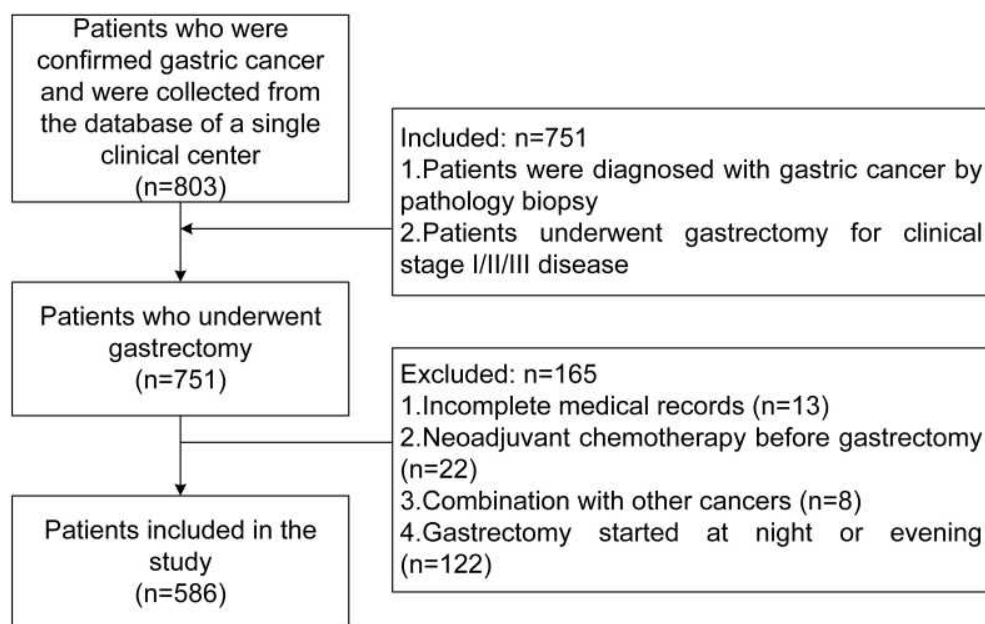 Patients who were
confirmed gastric cancer
and were collected from
the database of a single
clinical center
(n=803)
Included: n=751
1.Patients were diagnosed with gastric cancer by
pathology biopsy
2.Patients underwent gastrectomy for clinical
stage I/II/III disease
Patients who underwent
gastrectomy
(n=751)
Excluded: n=165
1.Incomplete medical records (n=13)
2.Neoadjuvant chemotherapy before gastrectomy
(n=22)
3.Combination with other cancers (n=8)
4.Gastrectomy started at night or evening
(n=122)
Patients included in the
study
(n=586)